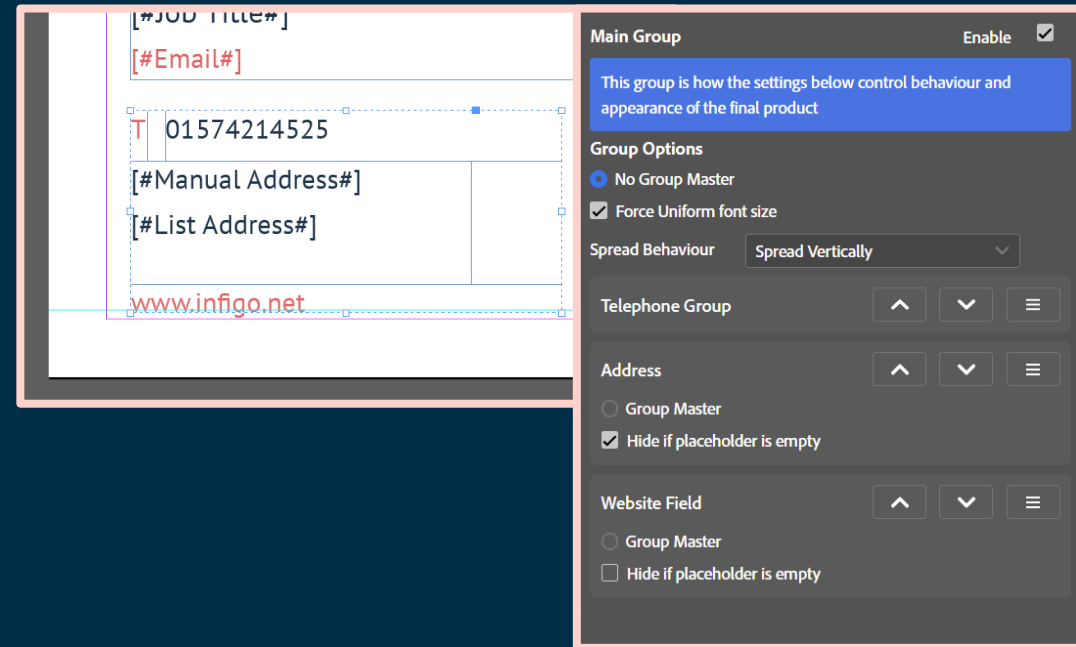 [#Job Title#]
[#Email#]
T 01574214525
[#Manual Address#]
[#List Address#]
www.infigo.net
Main Group
Enable
This group is how the settings below control behaviour and
appearance of the final product
Group Options
No Group Master
Force Uniform font size
Spread Behaviour
Spread Vertically
Telephone Group
Address
Group Master
Hide if placeholder is empty
Website Field
Group Master
Hide if placeholder is empty